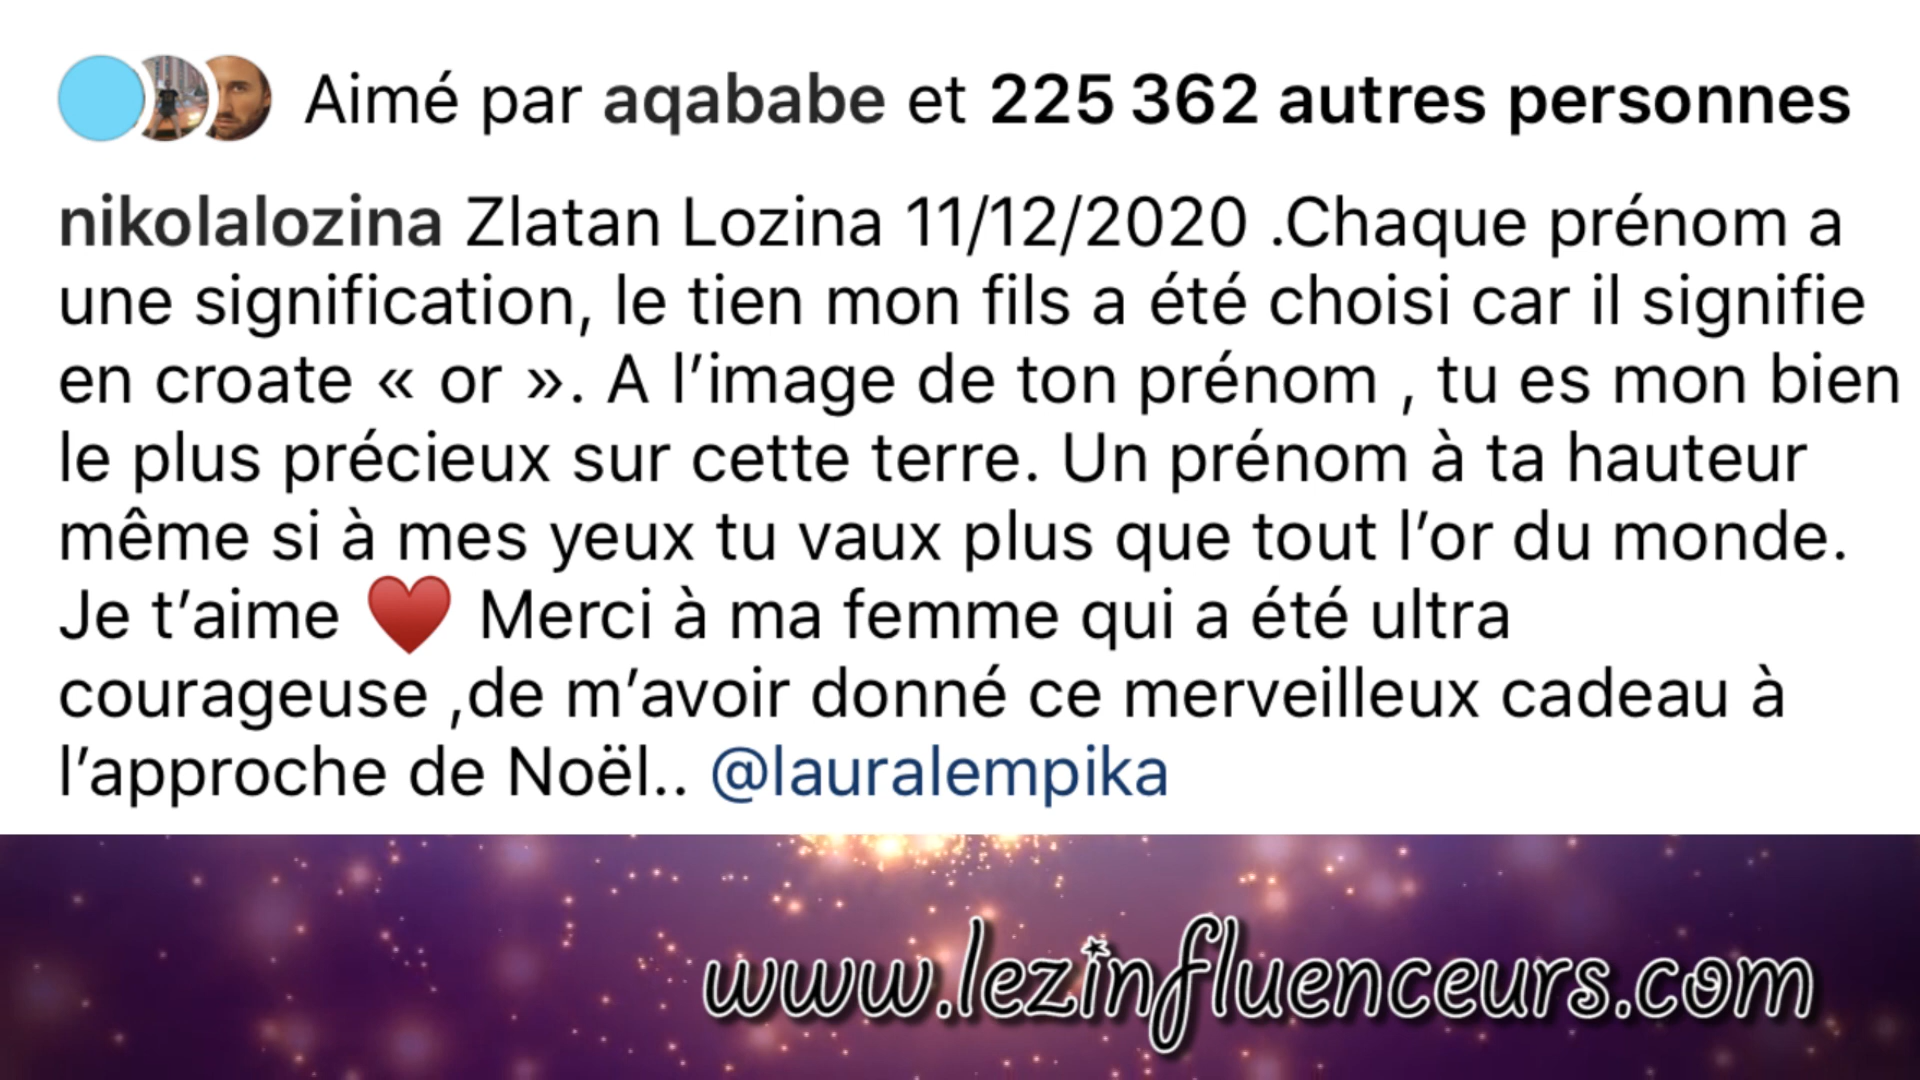 Aimé par aqababe et 225 362 autres personnes
nikolalozina Zlatan Lozina 11/12/2020 .Chaque prénom a
une signification, le tien mon fils a été choisi car il signifie
en croate « or ». A l’image de ton prénom , tu es mon bien
le plus précieux sur cette terre. Un prénom à ta hauteur
même si à mes yeux tu vaux plus que tout l’or du monde.
Je t’aime ♥️ Merci à ma femme qui a été ultra
courageuse ,de m’avoir donné ce merveilleux cadeau à
l’approche de Noël.. @lauralempika
www.lezinfluenceurs.com